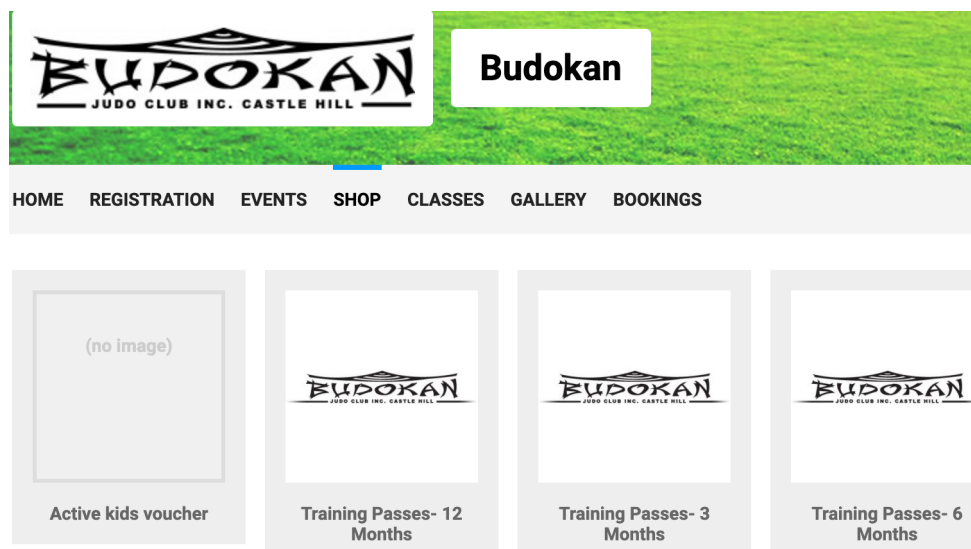 BUDOKAN
JUDO CLUB INC. CASTLE HILL
Budokan
HOME REGISTRATION EVENTS SHOP CLASSES GALLERY BOOKINGS
(no image)
BUDOKAN
JUDO CLUB INC. CASTLE HILL
BUDOKAN
JUDO CLUB INC. CASTLE HILL
BUDOKAN
JUDO CLUB INC. CASTLE HILL
Active kids voucher
Training Passes- 12
Months
Training Passes- 3
Months
Training Passes- 6
Months